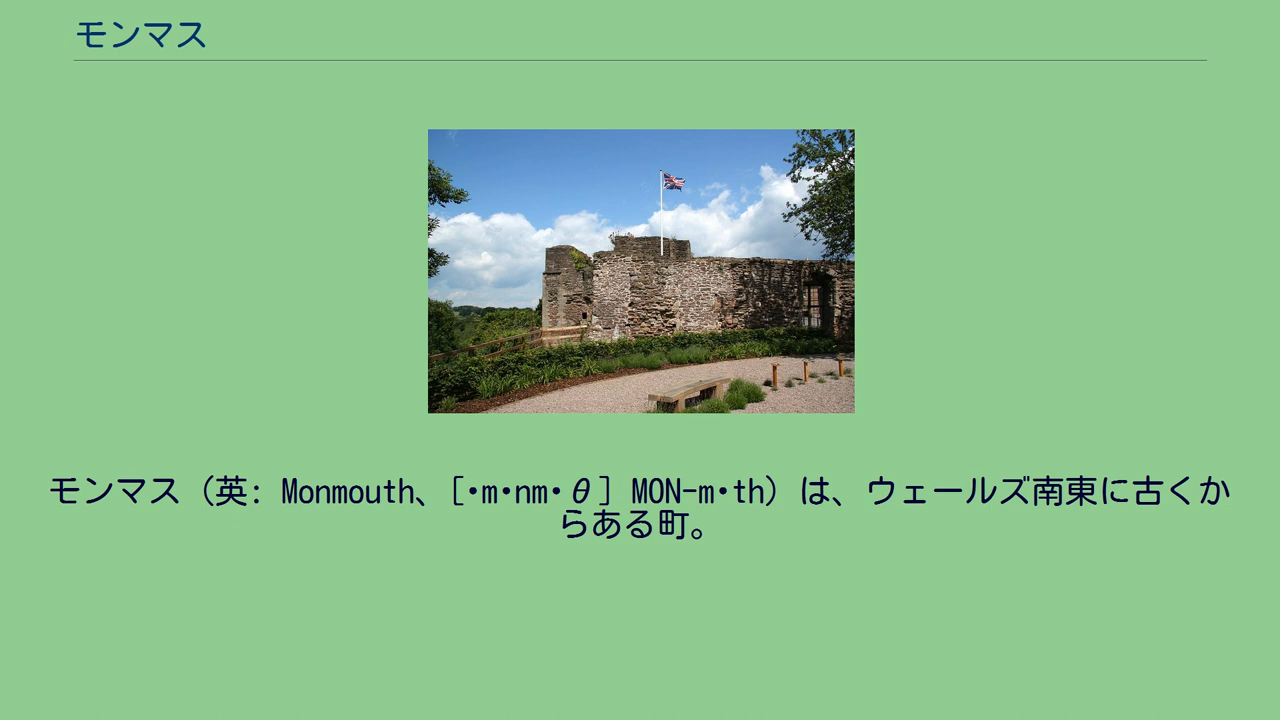 モンマス
モンマス（英: Monmouth、[•m•nm•θ] MON-m•th）は、ウェールズ南東に古くか
らある町。